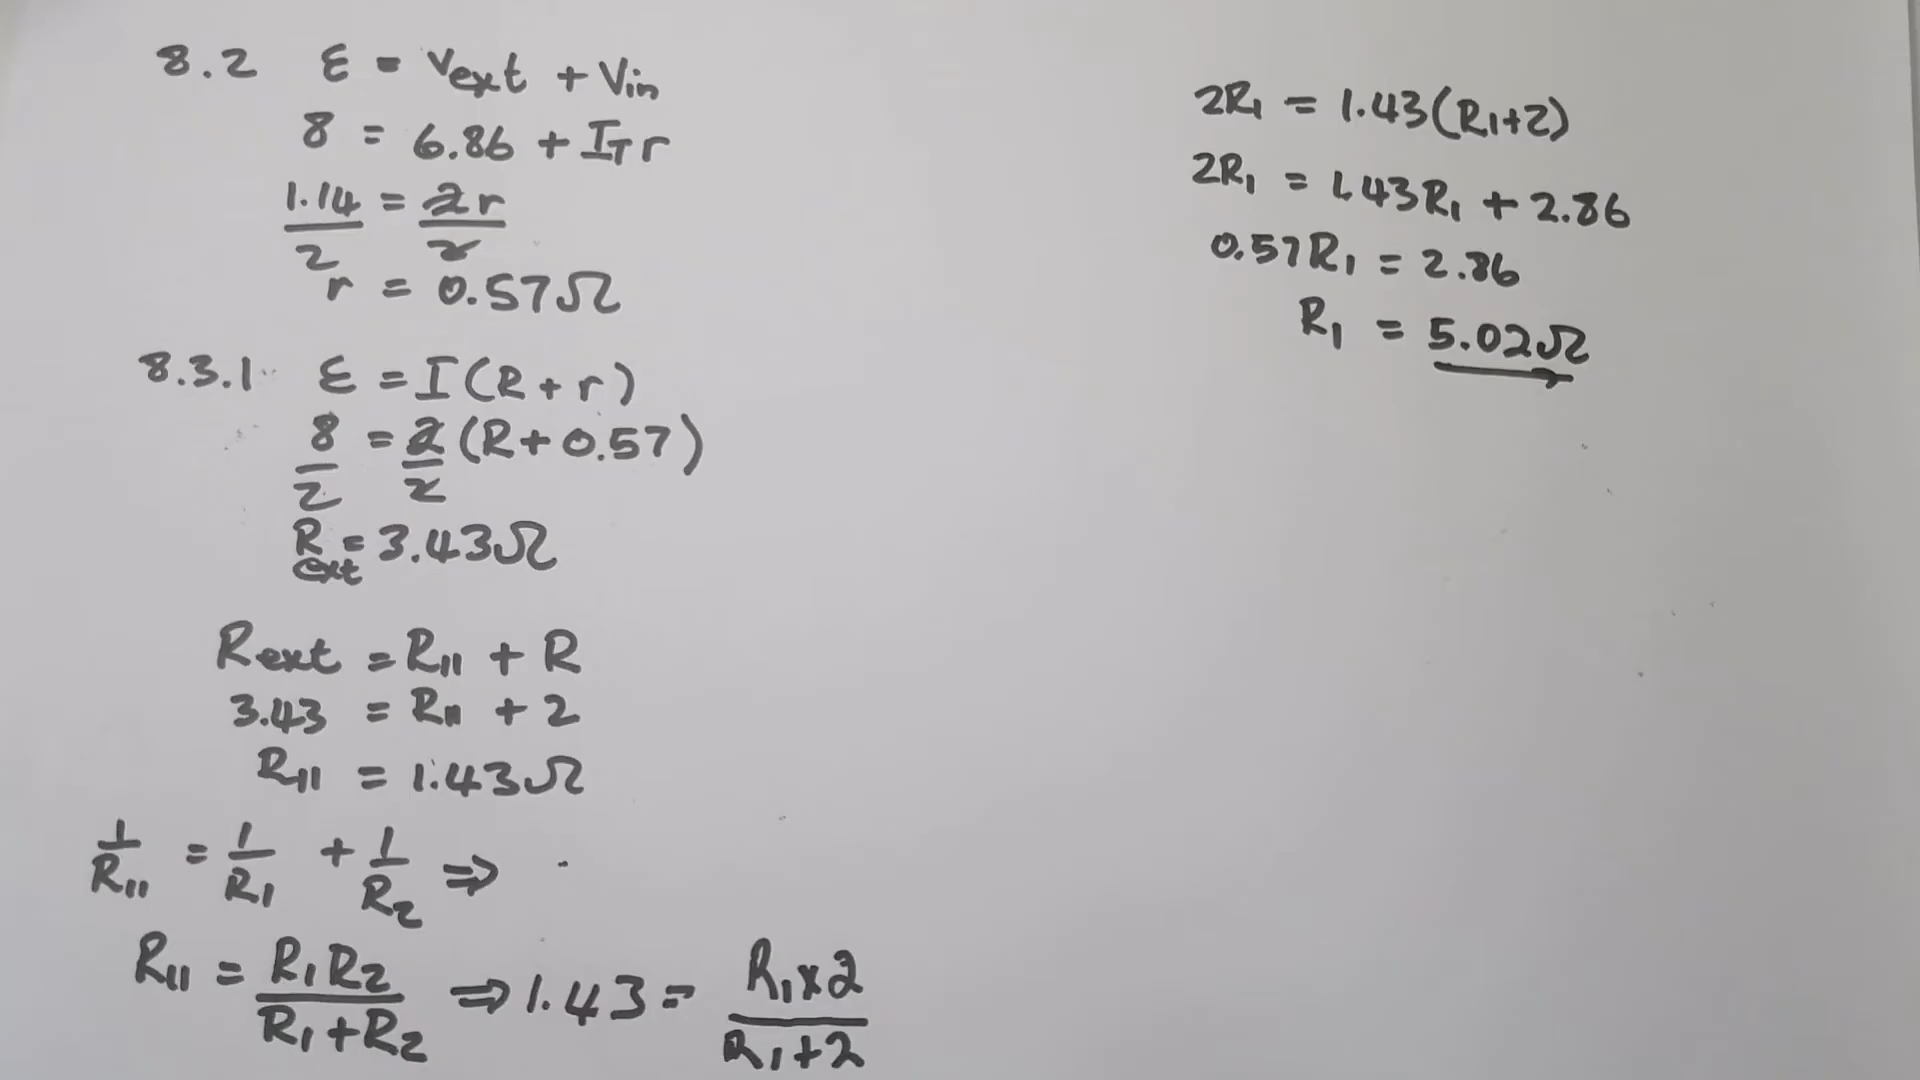 8.2 ε = Vext + Vin
8 = 6.86 + ITr
1.14/2 = 2r/2
r = 0.57Ω
8.3.1 ε = I(R + r)
8/2 = 2/2 (R + 0.57)
Rext = 3.43Ω
Rext = R11 + R
3.43 = R11 + 2
R11 = 1.43Ω
1/R11 = 1/R1 + 1/R2 ⇒
R11 = R1R2/R1+R2 ⇒ 1.43 = R1×2/R1+2
2R1 = 1.43(R1+2)
2R1 = 1.43R1 + 2.86
0.57R1 = 2.86
R1 = 5.02Ω